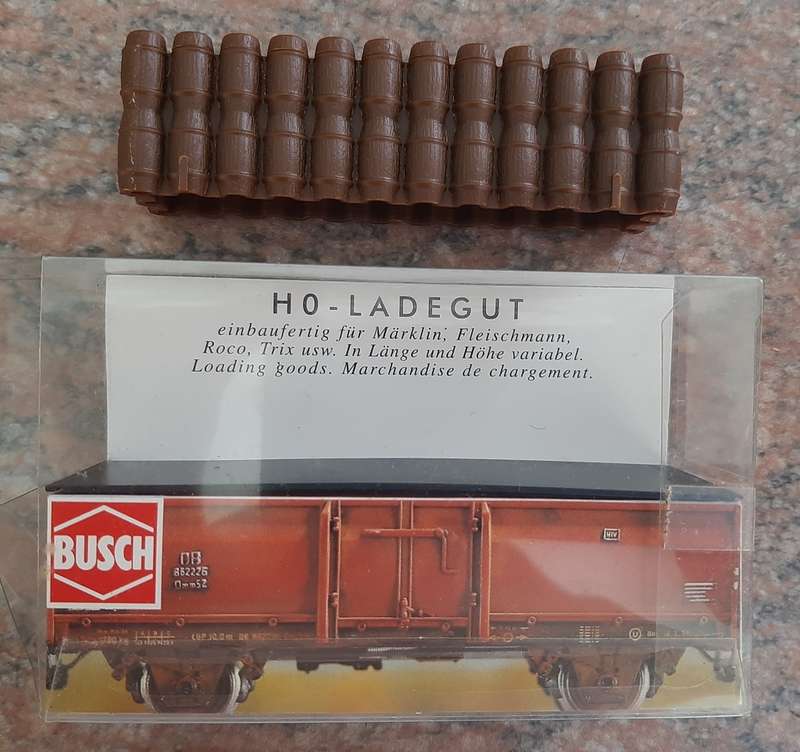 H0-LADEGUT
einbaufertig für Märklin, Fleischmann,
Roco, Trix usw. In Länge und Höhe variabel.
Loading goods. Marchandise de chargement.
BUSCH
DB
862226
Omm52